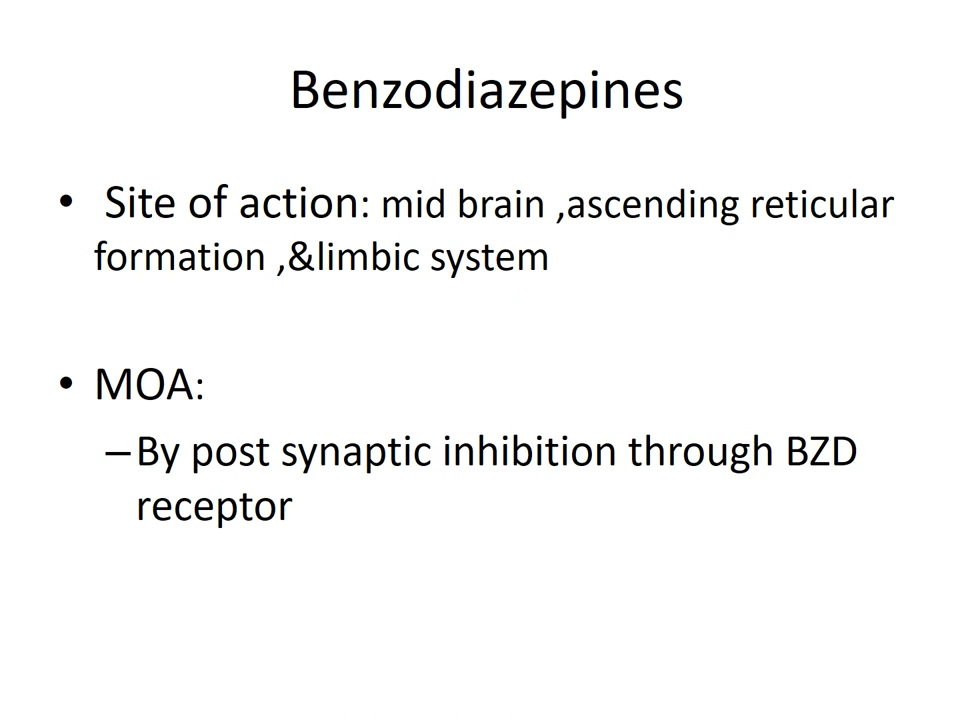 Benzodiazepines
• Site of action: mid brain ,ascending reticular
formation ,&limbic system
• MOA:
–By post synaptic inhibition through BZD
receptor